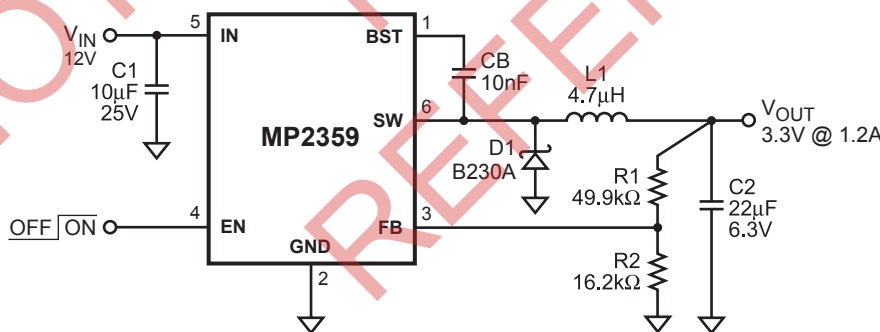 VIN
12V
C1
10µF
25V
5
IN
BST
1
CB
10nF
L1
4.7µH
SW
6
MP2359
D1
B230A
VOUT
3.3V @ 1.2A
R1
49.9kΩ
C2
22µF
6.3V
OFF ON
4
EN
FB
3
GND
2
R2
16.2kΩ
REFE